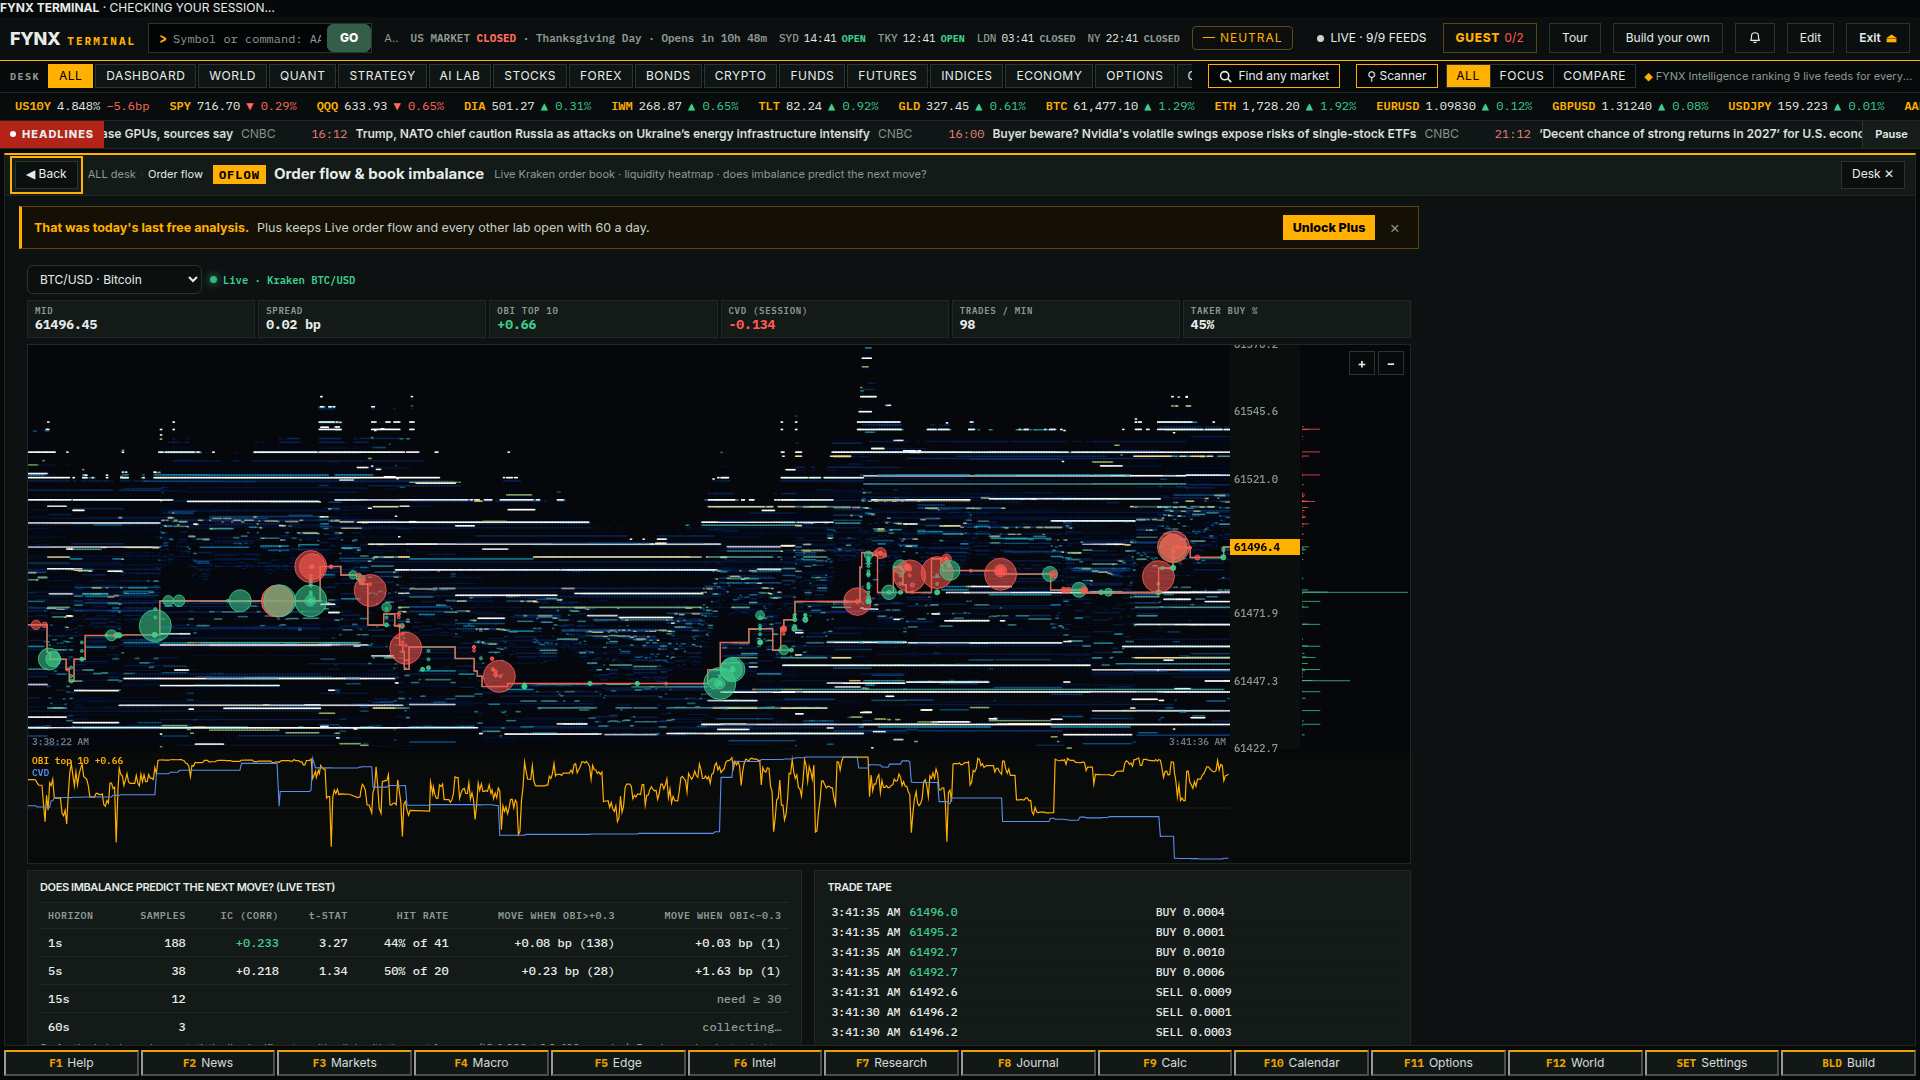 FYNX TERMINAL · CHECKING YOUR SESSION...
FYNX TERMINAL > Symbol or command: AA GO A.. US MARKET CLOSED · Thanksgiving Day · Opens in 10h 48m SYD 14:41 OPEN TKY 12:41 OPEN LDN 03:41 CLOSED NY 22:41 CLOSED — NEUTRAL LIVE · 9/9 FEEDS GUEST 0/2 Tour Build your own Edit Exit
DESK ALL DASHBOARD WORLD QUANT STRATEGY AI LAB STOCKS FOREX BONDS CRYPTO FUNDS FUTURES INDICES ECONOMY OPTIONS Find any market Scanner ALL FOCUS COMPARE ◆ FYNX Intelligence ranking 9 live feeds for every...
US10Y 4.848% −5.6bp SPY 716.70 ▼ 0.29% QQQ 633.93 ▼ 0.65% DIA 501.27 ▲ 0.31% IWM 268.87 ▲ 0.65% TLT 82.24 ▲ 0.92% GLD 327.45 ▲ 0.61% BTC 61,477.10 ▲ 1.29% ETH 1,728.20 ▲ 1.92% EURUSD 1.09830 ▲ 0.12% GBPUSD 1.31240 ▲ 0.08% USDJPY 159.223 ▲ 0.01% AA
HEADLINES ase GPUs, sources say CNBC 16:12 Trump, NATO chief caution Russia as attacks on Ukraine's energy infrastructure intensify CNBC 16:00 Buyer beware? Nvidia's volatile swings expose risks of single-stock ETFs CNBC 21:12 'Decent chance of strong returns in 2027' for U.S. econo Pause
◀ Back ALL desk · Order flow OFLOW Order flow & book imbalance Live Kraken order book · liquidity heatmap · does imbalance predict the next move? Desk ✕
That was today's last free analysis. Plus keeps Live order flow and every other lab open with 60 a day. Unlock Plus ×
BTC/USD · Bitcoin Live · Kraken BTC/USD
MID SPREAD OBI TOP 10 CVD (SESSION) TRADES / MIN TAKER BUY %
61496.45 0.02 bp +0.66 -0.134 98 45%
61570.2
+ −
61545.6
61521.0
61496.4
61471.9
61447.3
3:38:22 AM 3:41:36 AM
61422.7
OBI top 10 +0.66
CVD
DOES IMBALANCE PREDICT THE NEXT MOVE? (LIVE TEST)
HORIZON SAMPLES IC (CORR) t-STAT HIT RATE MOVE WHEN OBI>+0.3 MOVE WHEN OBI<−0.3
1s 188 +0.233 3.27 44% of 41 +0.08 bp (138) +0.03 bp (1)
5s 38 +0.218 1.34 50% of 20 +0.23 bp (28) +1.63 bp (1)
15s 12 need ≥ 30
60s 3 collecting…
TRADE TAPE
3:41:35 AM 61496.0 BUY 0.0004
3:41:35 AM 61495.2 BUY 0.0001
3:41:35 AM 61492.7 BUY 0.0010
3:41:35 AM 61492.7 BUY 0.0006
3:41:31 AM 61492.6 SELL 0.0009
3:41:30 AM 61496.2 SELL 0.0001
3:41:30 AM 61496.2 SELL 0.0003
F1 Help F2 News F3 Markets F4 Macro F5 Edge F6 Intel F7 Research F8 Journal F9 Calc F10 Calendar F11 Options F12 World SET Settings BLD Build